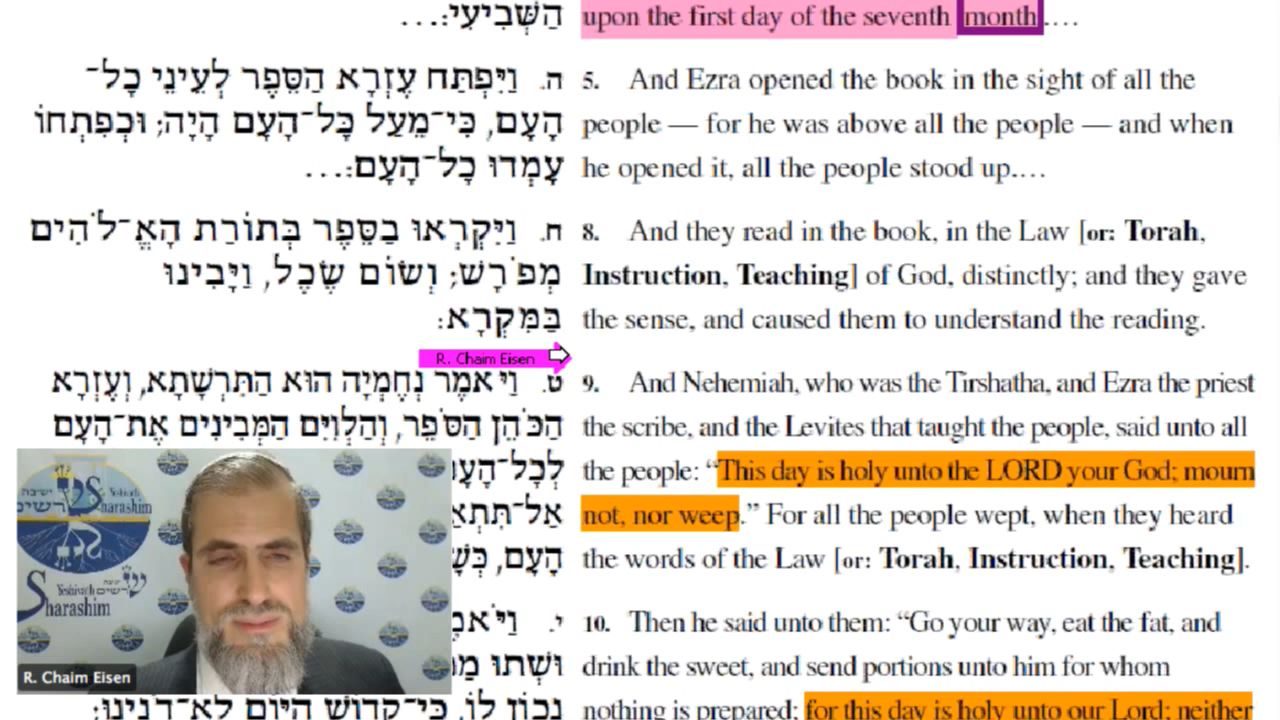 הַשְּׁבִיעִי:...
upon the first day of the seventh month….
ה. וַיִּפְתַּח עֶזְרָא הַסֵּפֶר לְעֵינֵי כָל־
הָעָם, כִּי־מֵעַל כָּל־הָעָם הָיָה; וּכְפִתְחוֹ
עָמְדוּ כָל־הָעָם:...
5. And Ezra opened the book in the sight of all the
people — for he was above all the people — and when
he opened it, all the people stood up.…
ח. וַיִּקְרְאוּ בַסֵּפֶר בְּתוֹרַת הָאֱ־לֹהִים
מְפֹרָשׁ; וְשׂוֹם שֶׂכֶל, וַיָּבִינוּ
בַּמִּקְרָא:
8. And they read in the book, in the Law [or: Torah,
Instruction, Teaching] of God, distinctly; and they gave
the sense, and caused them to understand the reading.
R. Chaim Eisen
ט. וַיֹּאמֶר נְחֶמְיָה הוּא הַתִּרְשָׁתָא, וְעֶזְרָא
הַכֹּהֵן הַסֹּפֵר, וְהַלְוִיִּם הַמְּבִינִים אֶת־הָעָם
לְכָל־הָעָ
אַל־תִּתְאַ
הָעָם, כְּשָׁ
9. And Nehemiah, who was the Tirshatha, and Ezra the priest
the scribe, and the Levites that taught the people, said unto all
the people: “This day is holy unto the LORD your God; mourn
not, nor weep.” For all the people wept, when they heard
the words of the Law [or: Torah, Instruction, Teaching].
י. וַיֹּאמֶ
וּשְׁתוּ מַ
נָכוֹן לוֹ, כִּי־קָדוֹשׁ הַיּוֹם לַא־דֹנֵינוּ;
10. Then he said unto them: “Go your way, eat the fat, and
drink the sweet, and send portions unto him for whom
nothing is prepared; for this day is holy unto our Lord; neither
ישיבת
שרשים
Yeshivath
Sharashim
R. Chaim Eisen